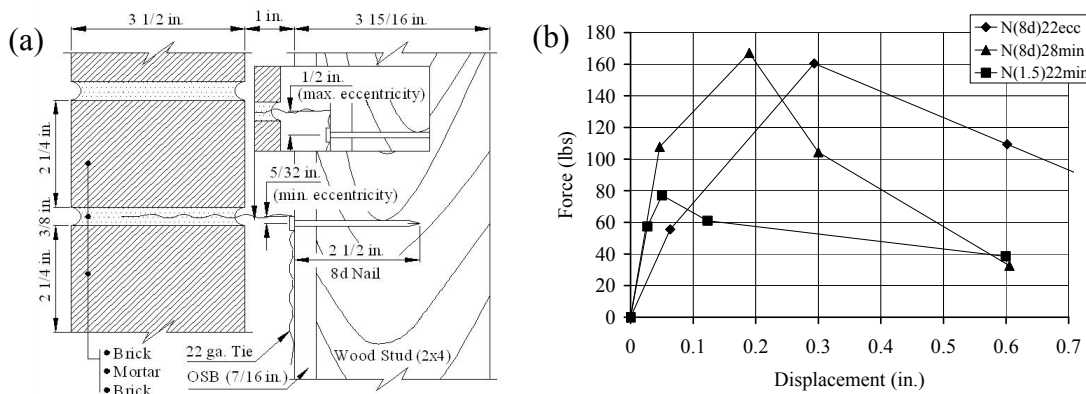 (a)
3 1/2 in.
1 in.
3 15/16 in.
1/2 in.
(max. eccentricity)
2 1/4 in.
5/32 in.
(min. eccentricity)
3/8 in.
2 1/2 in.
8d Nail
2 1/4 in.
22 ga. Tie
Wood Stud (2x4)
OSB (7/16 in.)
Brick
Mortar
Brick
(b)
N(8)d22ecc
N(8d)28min
N(1.5)22min
180
160
140
120
100
80
60
40
20
0
Force (lbs)
0 0.1 0.2 0.3 0.4 0.5 0.6 0.7
Displacement (in.)